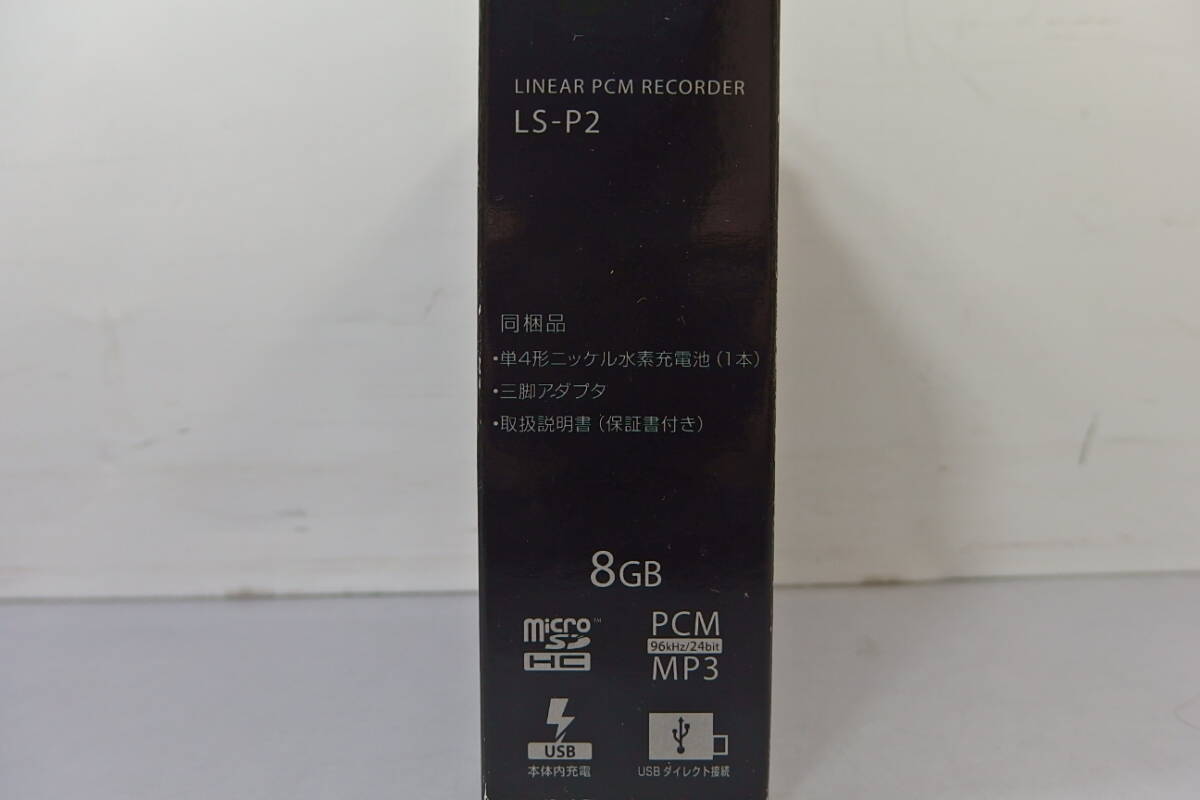 LINEAR PCM RECORDER
LS-P2
同梱品
・単4形ニッケル水素充電池（1本）
・三脚アダプタ
・取扱説明書（保証書付き）
8GB
micro SD HC™
PCM
96kHz/24bit
MP3
USB
本体内充電
USBダイレクト接続